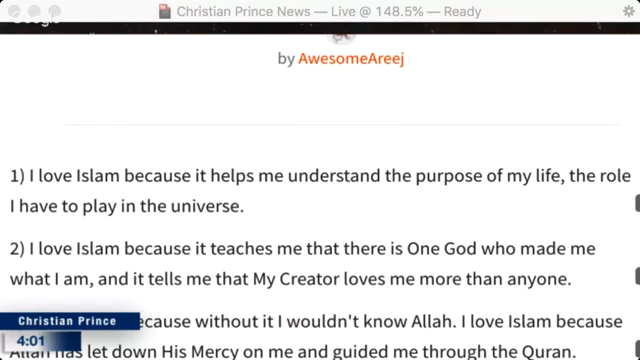 Christian Prince News — Live @ 148.5% — Ready
by AwesomeAreej
1) I love Islam because it helps me understand the purpose of my life, the role
I have to play in the universe.
2) I love Islam because it teaches me that there is One God who made me
what I am, and it tells me that My Creator loves me more than anyone.
Christian Prince
ecause without it I wouldn't know Allah. I love Islam because
4:01
Allah has let down His Mercy on me and guided me through the Quran.